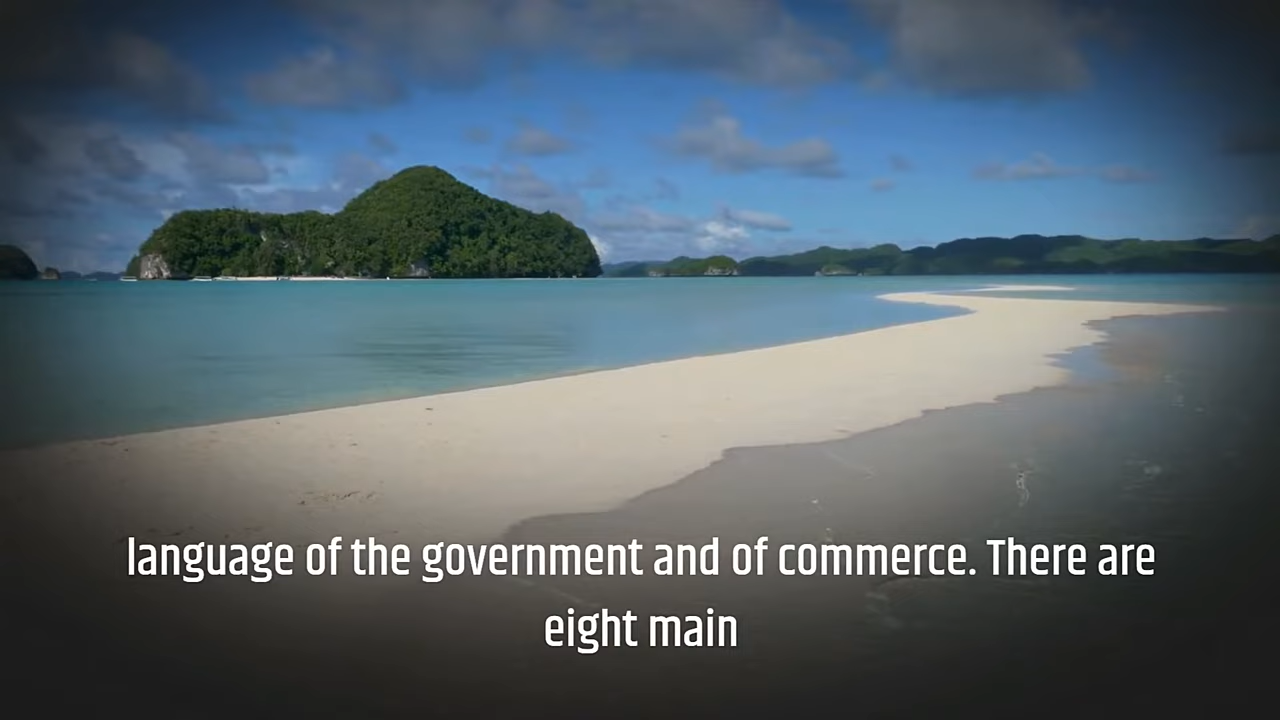 language of the government and of commerce. There are
eight main